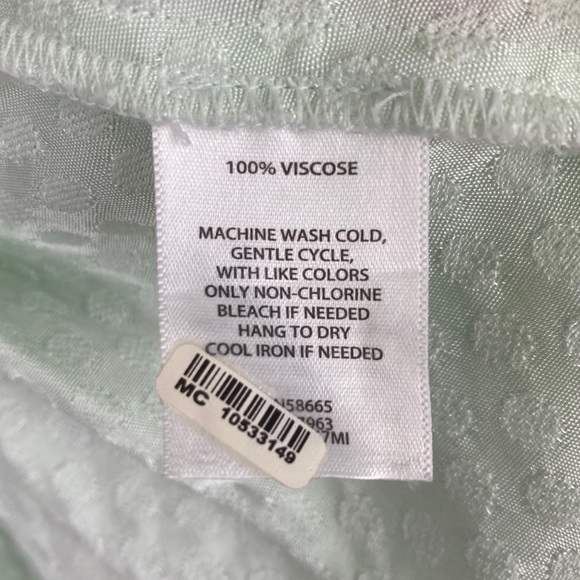 100% VISCOSE
MACHINE WASH COLD,
GENTLE CYCLE,
WITH LIKE COLORS
ONLY NON-CHLORINE
BLEACH IF NEEDED
HANG TO DRY
COOL IRON IF NEEDED
MC 10533149